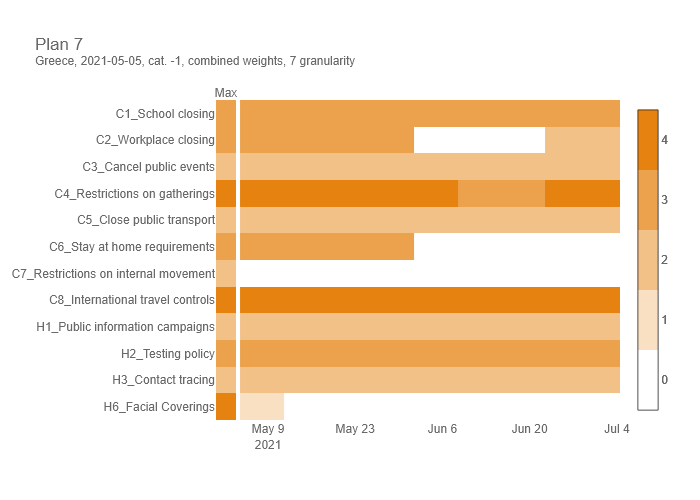 Plan 7
Greece, 2021-05-05, cat. -1, combined weights, 7 granularity
Max
C1_School closing
C2_Workplace closing
C3_Cancel public events
C4_Restrictions on gatherings
C5_Close public transport
C6_Stay at home requirements
C7_Restrictions on internal movement
C8_International travel controls
H1_Public information campaigns
H2_Testing policy
H3_Contact tracing
H6_Facial Coverings
May 9 May 23 Jun 6 Jun 20 Jul 4
2021
4
3
2
1
0